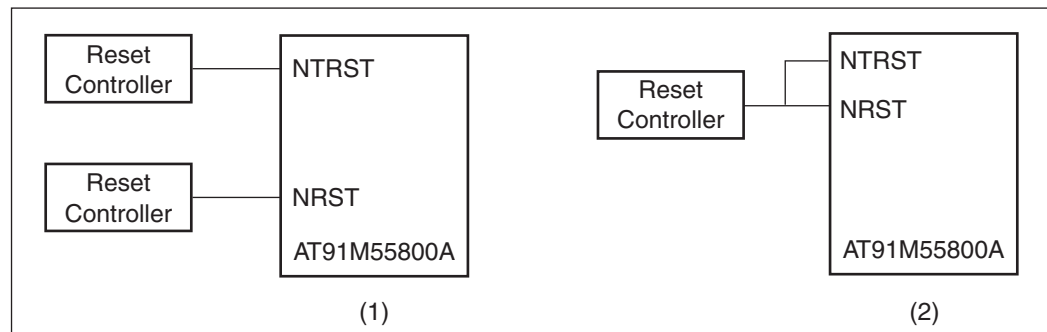 Reset
Controller
NTRST
Reset
Controller
NRST
AT91M55800A
(1)
Reset
Controller
NTRST
NRST
AT91M55800A
(2)